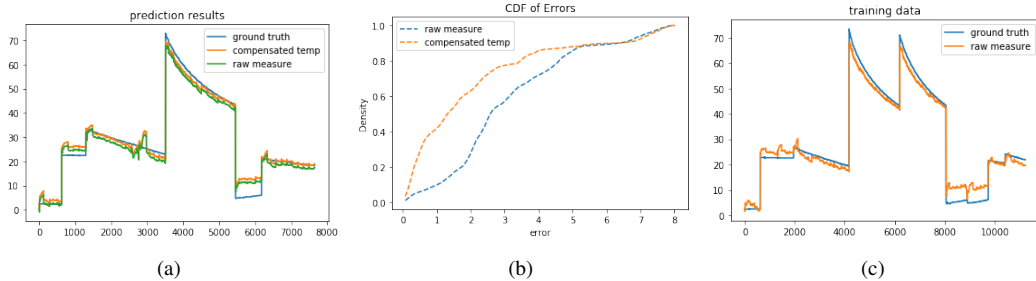 prediction results
ground truth
compensated temp
raw measure
70
60
50
40
30
20
10
0
0 1000 2000 3000 4000 5000 6000 7000 8000
(a)
CDF of Errors
raw measure
compensated temp
Density
1.0
0.8
0.6
0.4
0.2
0.0
0 1 2 3 4 5 6 7 8
error
(b)
training data
ground truth
raw measure
70
60
50
40
30
20
10
0
0 2000 4000 6000 8000 10000
(c)